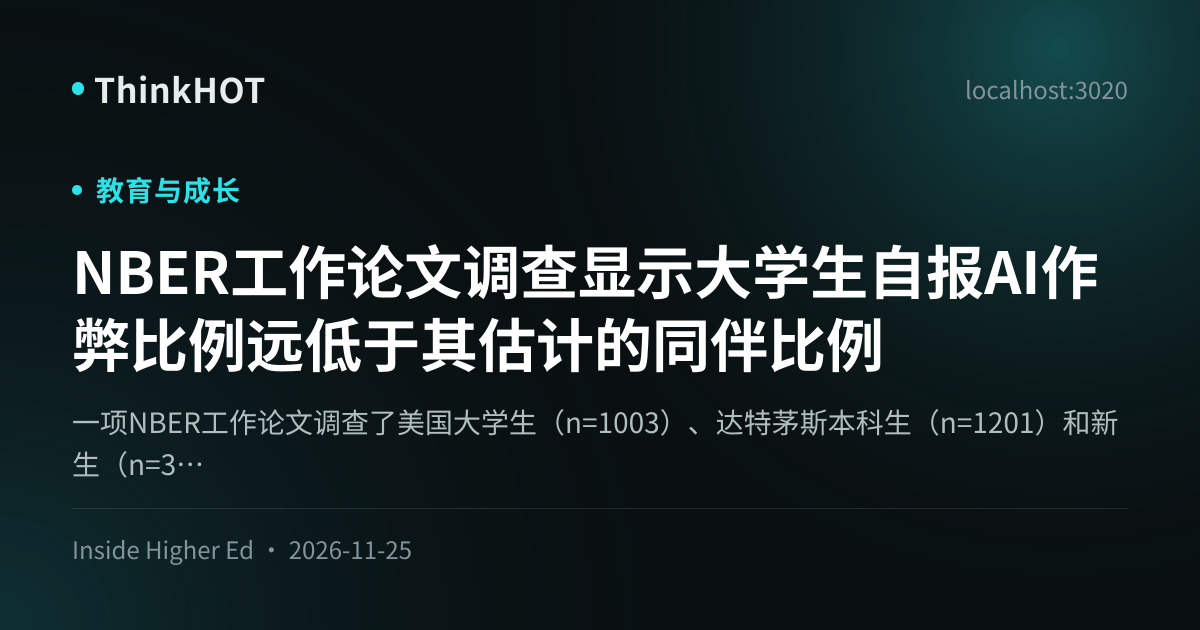 ThinkHOT
localhost:3020
教育与成长
NBER工作论文调查显示大学生自报AI作
弊比例远低于其估计的同伴比例
一项NBER工作论文调查了美国大学生（n=1003）、达特茅斯本科生（n=1201）和新
生（n=3…
Inside Higher Ed · 2026-11-25